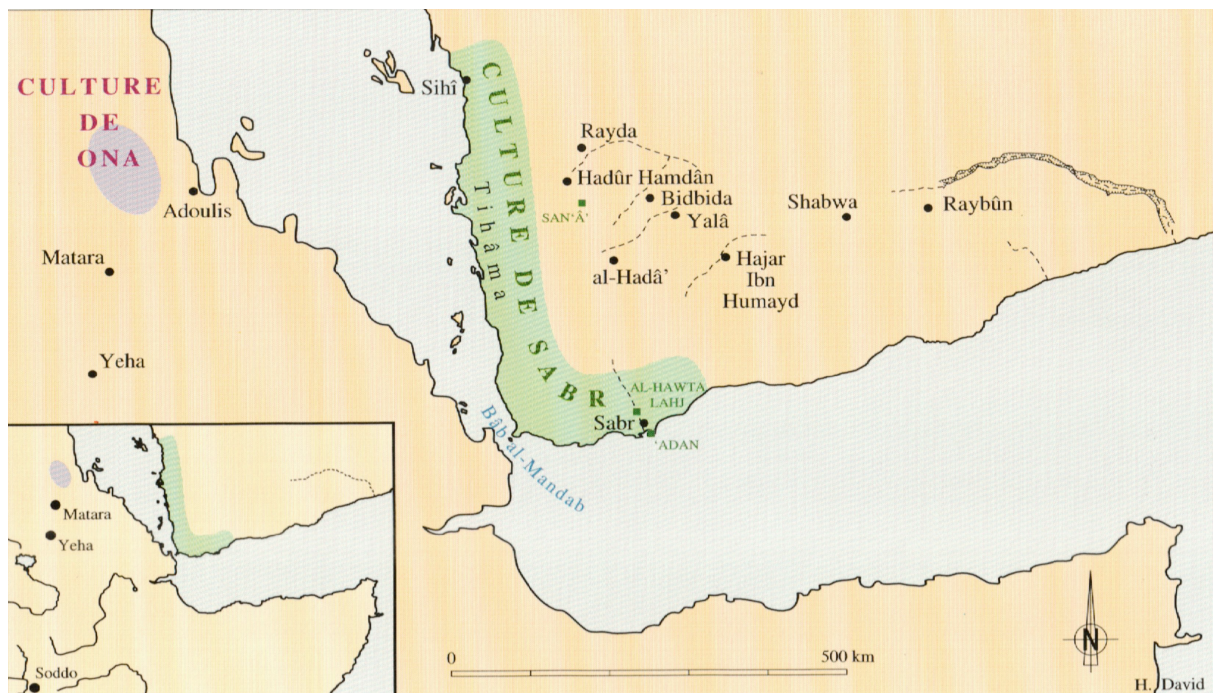 CULTURE
DE
ONA
Adoulis
Matara
Yeha
Sihî
CULTURE DE SABR
Tihâma
Rayda
Hadûr Hamdân
SAN'Â'
Bidbida
Yalâ
al-Hadâ'
Hajar
Ibn
Humayd
Shabwa
Raybûn
AL-HAWTA
LAHJ
Sabr
'ADAN
Bâb al-Mandab
Matara
Yeha
Soddo
0
500 km
N
H. David